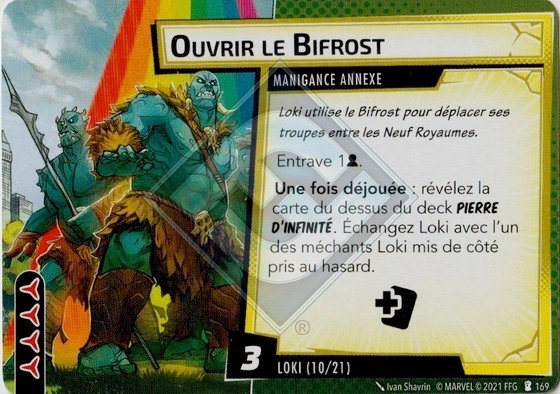 OUVRIR LE BIFROST
MANIGANCE ANNEXE
Loki utilise le Bifrost pour déplacer ses
troupes entre les Neuf Royaumes.
Entrave 1.
Une fois déjouée : révélez la
carte du dessus du deck PIERRE
D'INFINITÉ. Échangez Loki avec l'un
des méchants Loki mis de côté
pris au hasard.
®
3
LOKI (10/21)
Ivan Shavrin © MARVEL © 2021 FFG 169